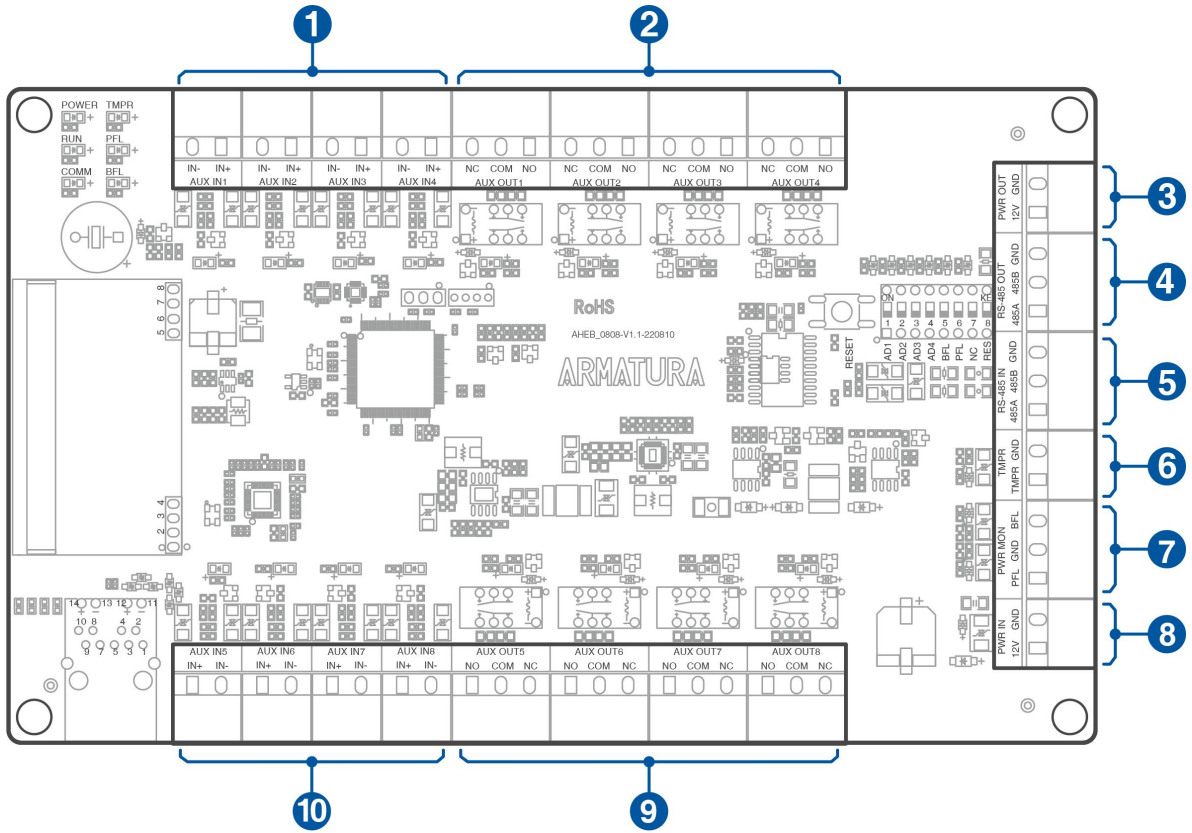 1
2
POWER TMPR
RUN PFL
COMM BFL
IN- IN+ IN- IN+ IN- IN+ IN- IN+ NC COM NO NC COM NO NC COM NO NC COM NO
AUX IN1 AUX IN2 AUX IN3 AUX IN4 AUX OUT1 AUX OUT2 AUX OUT3 AUX OUT4
PWR OUT
12V GND
3
RS-485 OUT
485A 485B GND
4
RS-485 IN
485A 485B GND
5
TMPR
TMPR GND
6
PWR MON
PFL GND BFL
7
PWR IN
12V GND
8
5 6 7 8
RoHS
AHEB_0808-V1.1-220810
ARMATURA
RESET
ON KE
1 2 3 4 5 6 7 8
AD1 AD2 AD3 AD4 BFL PFL NC RES
2 3 4
14 13 12 11
10 8 4 2
9 7 5 3 1
AUX IN5 AUX IN6 AUX IN7 AUX IN8 AUX OUT5 AUX OUT6 AUX OUT7 AUX OUT8
IN+ IN- IN+ IN- IN+ IN- IN+ IN- NO COM NC NO COM NC NO COM NC NO COM NC
10
9